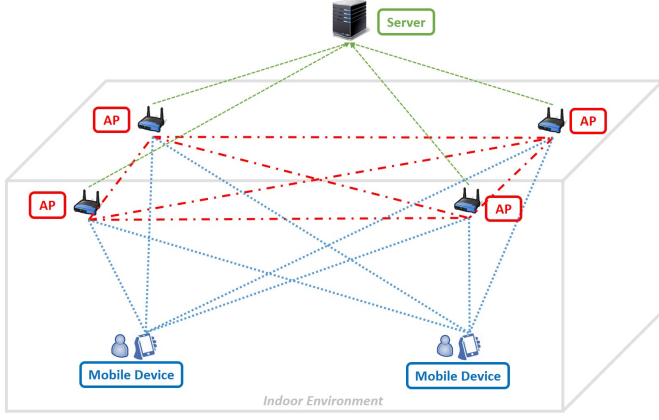 Server
AP
AP
AP
AP
Mobile Device
Mobile Device
Indoor Environment